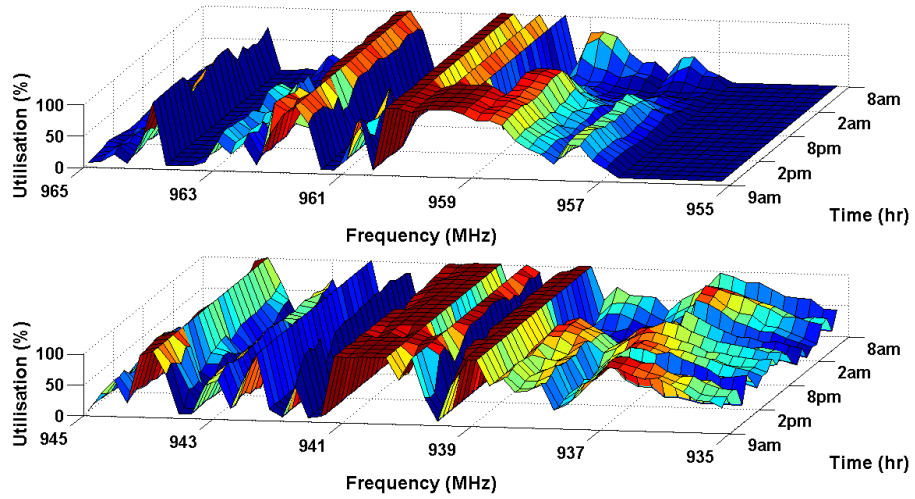 Utilisation (%)
100
50
0
965
963
961
959
957
955
Frequency (MHz)
9am
2pm
8pm
2am
8am
Time (hr)
Utilisation (%)
100
50
0
945
943
941
939
937
935
Frequency (MHz)
9am
2pm
8pm
2am
8am
Time (hr)